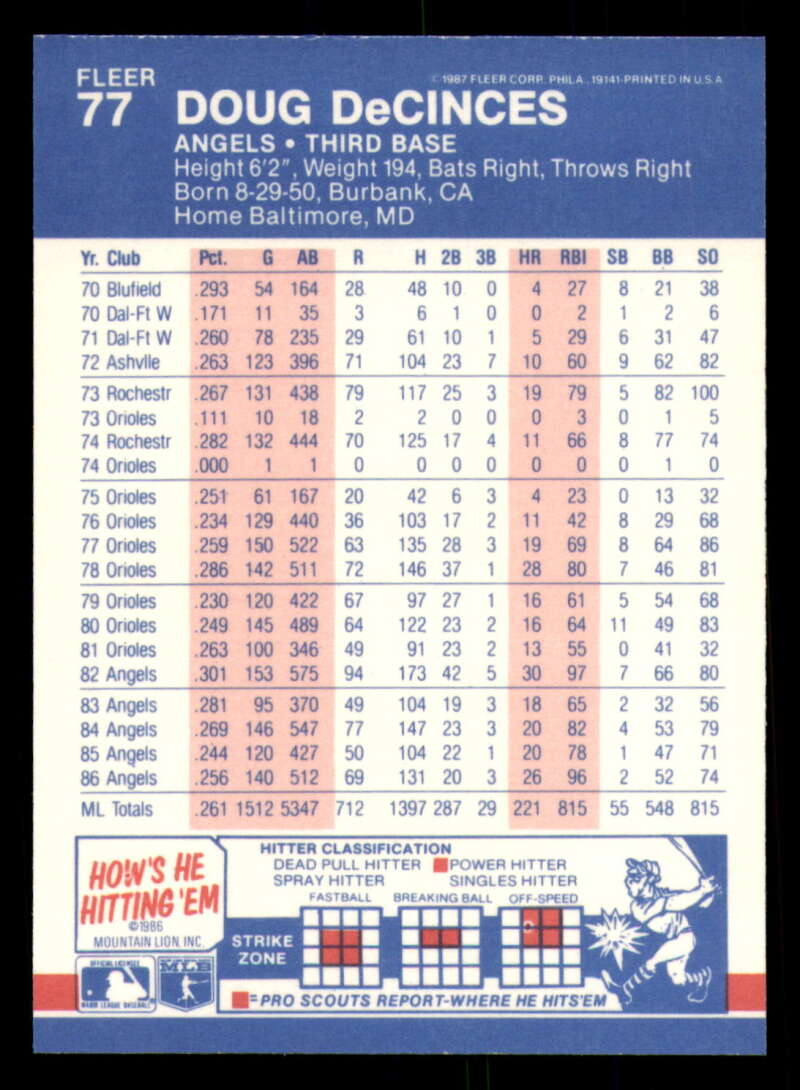 FLEER
77
© 1987 FLEER CORP. PHILA., 19141-PRINTED IN U.S.A.
DOUG DeCINCES
ANGELS • THIRD BASE
Height 6'2", Weight 194, Bats Right, Throws Right
Born 8-29-50, Burbank, CA
Home Baltimore, MD
Yr. Club Pct. G AB R H 2B 3B HR RBI SB BB SO
70 Blufield .293 54 164 28 48 10 0 4 27 8 21 38
70 Dal-Ft W .171 11 35 3 6 1 0 0 2 1 2 6
71 Dal-Ft W .260 78 235 29 61 10 1 5 29 6 31 47
72 Ashvlle .263 123 396 71 104 23 7 10 60 9 62 82
73 Rochestr .267 131 438 79 117 25 3 19 79 5 82 100
73 Orioles .111 10 18 2 2 0 0 0 3 0 1 5
74 Rochestr .282 132 444 70 125 17 4 11 66 8 77 74
74 Orioles .000 1 1 0 0 0 0 0 0 0 1 0
75 Orioles .251 61 167 20 42 6 3 4 23 0 13 32
76 Orioles .234 129 440 36 103 17 2 11 42 8 29 68
77 Orioles .259 150 522 63 135 28 3 19 69 8 64 86
78 Orioles .286 142 511 72 146 37 1 28 80 7 46 81
79 Orioles .230 120 422 67 97 27 1 16 61 5 54 68
80 Orioles .249 145 489 64 122 23 2 16 64 11 49 83
81 Orioles .263 100 346 49 91 23 2 13 55 0 41 32
82 Angels .301 153 575 94 173 42 5 30 97 7 66 80
83 Angels .281 95 370 49 104 19 3 18 65 2 32 56
84 Angels .269 146 547 77 147 23 3 20 82 4 53 79
85 Angels .244 120 427 50 104 22 1 20 78 1 47 71
86 Angels .256 140 512 69 131 20 3 26 96 2 52 74
ML Totals .261 1512 5347 712 1397 287 29 221 815 55 548 815
HOW'S HE
HITTING 'EM
©1986
MOUNTAIN LION, INC.
HITTER CLASSIFICATION
DEAD PULL HITTER POWER HITTER
SPRAY HITTER SINGLES HITTER
FASTBALL BREAKING BALL OFF-SPEED
STRIKE
ZONE
=PRO SCOUTS REPORT-WHERE HE HITS'EM
OFFICIAL LICENSEE
MAJOR LEAGUE BASEBALL
MLB